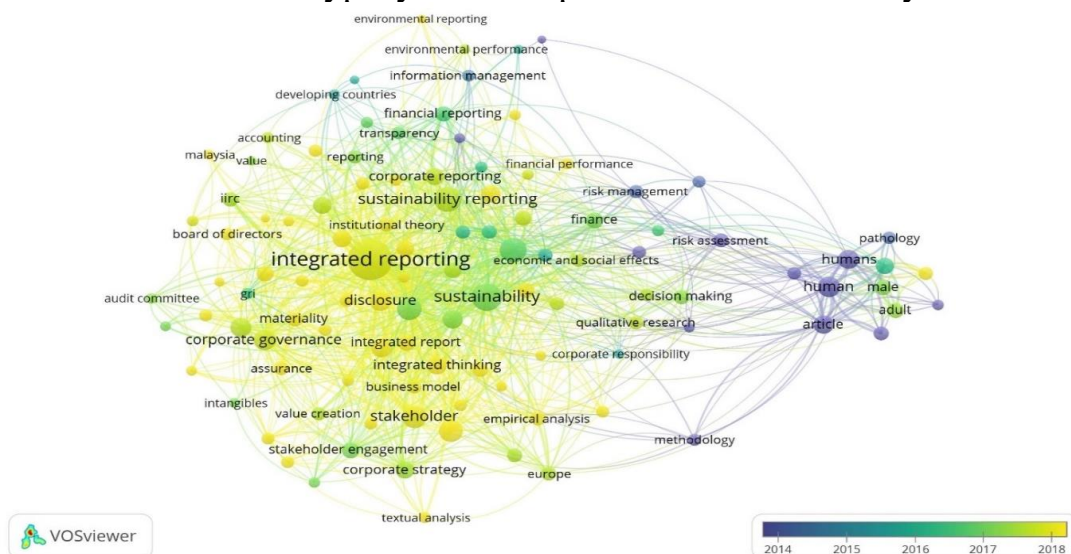 environmental reporting
environmental performance
information management
developing countries
financial reporting
transparency
accounting
malaysia
value
reporting
financial performance
corporate reporting
risk management
iirc
sustainability reporting
finance
institutional theory
board of directors
risk assessment
pathology
integrated reporting
economic and social effects
humans
human
male
audit committee
gri
disclosure
sustainability
decision making
adult
materiality
qualitative research
article
corporate governance
integrated report
corporate responsibility
assurance
integrated thinking
business model
intangibles
value creation
stakeholder
empirical analysis
methodology
stakeholder engagement
corporate strategy
europe
textual analysis
VOSviewer
2014 2015 2016 2017 2018